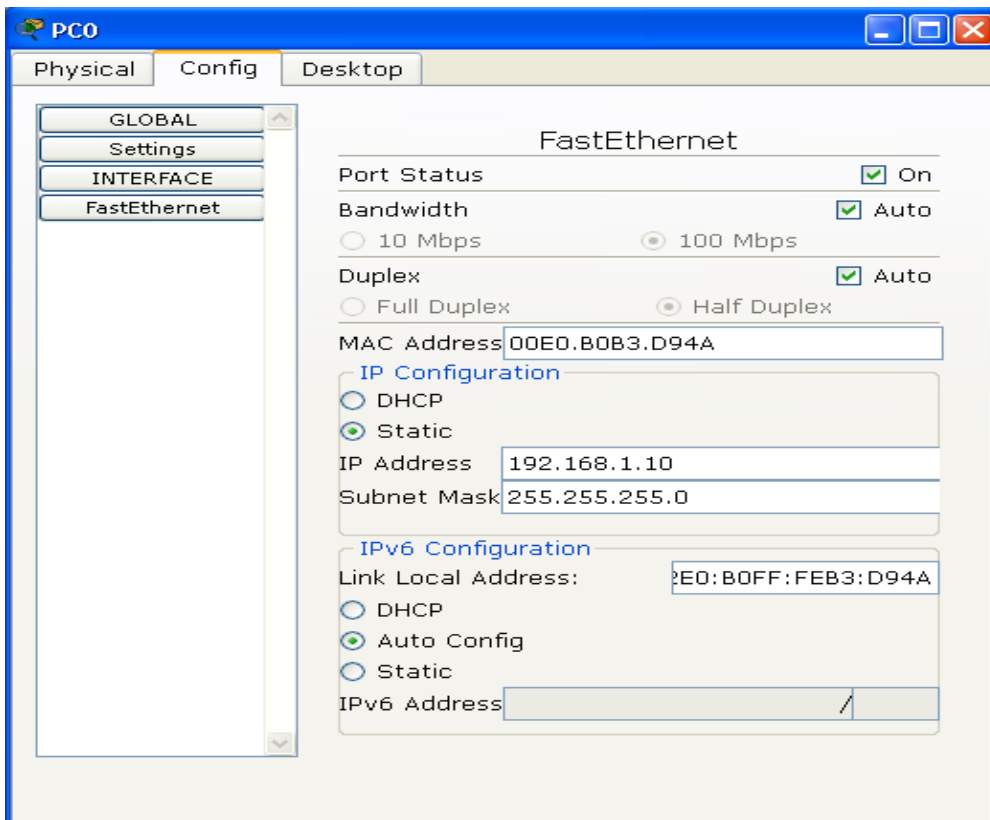 PC0
Physical Config Desktop
GLOBAL
Settings
INTERFACE
FastEthernet
FastEthernet
Port Status On
Bandwidth Auto
10 Mbps 100 Mbps
Duplex Auto
Full Duplex Half Duplex
MAC Address 00E0.B0B3.D94A
IP Configuration
DHCP
Static
IP Address 192.168.1.10
Subnet Mask 255.255.255.0
IPv6 Configuration
Link Local Address: 2E0:B0FF:FEB3:D94A
DHCP
Auto Config
Static
IPv6 Address /